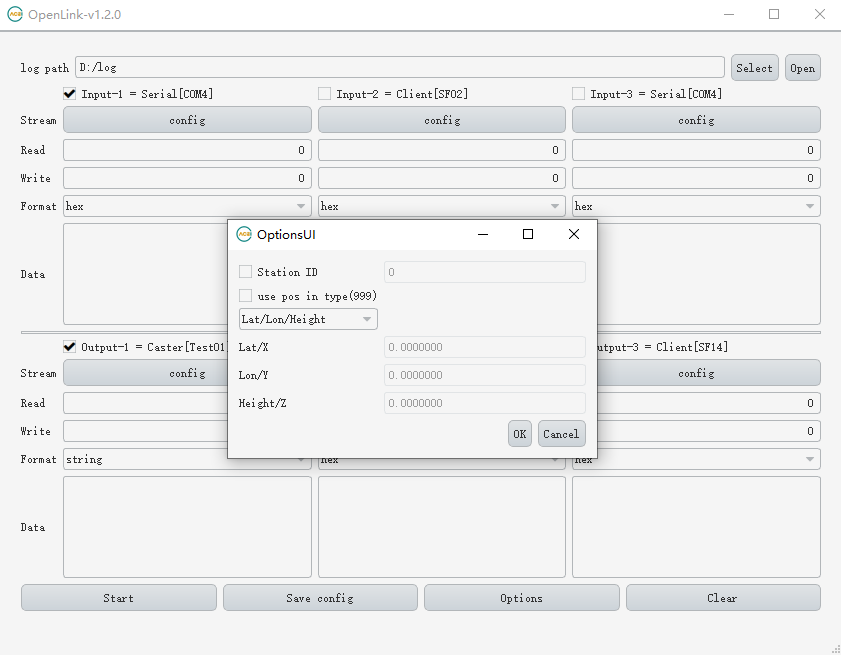 OpenLink-v1.2.0
log path D:/log Select Open
Input-1 = Serial[COM4] Input-2 = Client[SF02] Input-3 = Serial[COM4]
Stream config config config
Read 0 0 0
Write 0 0 0
Format hex hex hex
Data
OptionsUI
Station ID 0
use pos in type(999)
Lat/Lon/Height
Lat/X 0.0000000
Lon/Y 0.0000000
Height/Z 0.0000000
OK Cancel
Output-1 = Caster[Test01] utput-3 = Client[SF14]
Stream config config
Read 0
Write 0
Format string hex hex
Data
Start Save config Options Clear